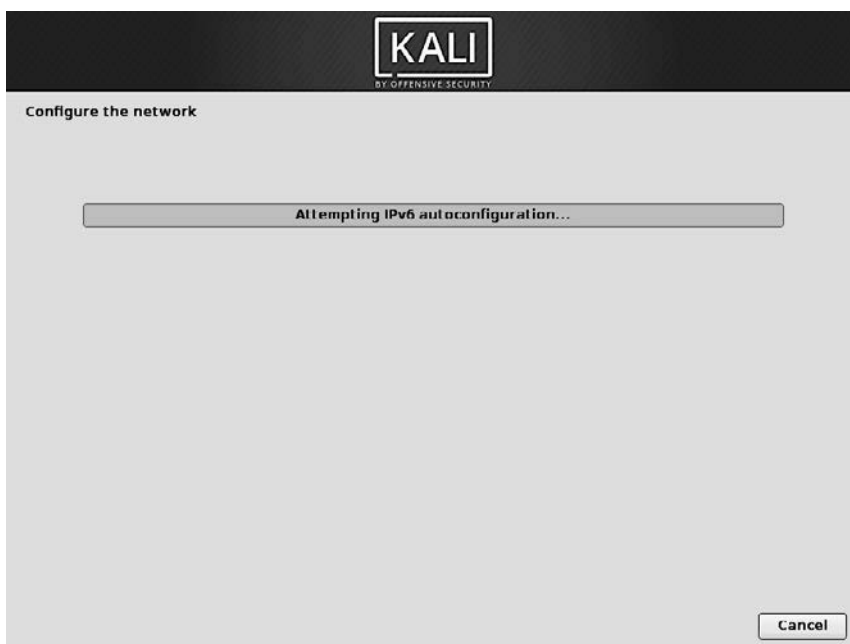 KALI
BY OFFENSIVE SECURITY
Configure the network
Attempting IPv6 autoconfiguration...
Cancel